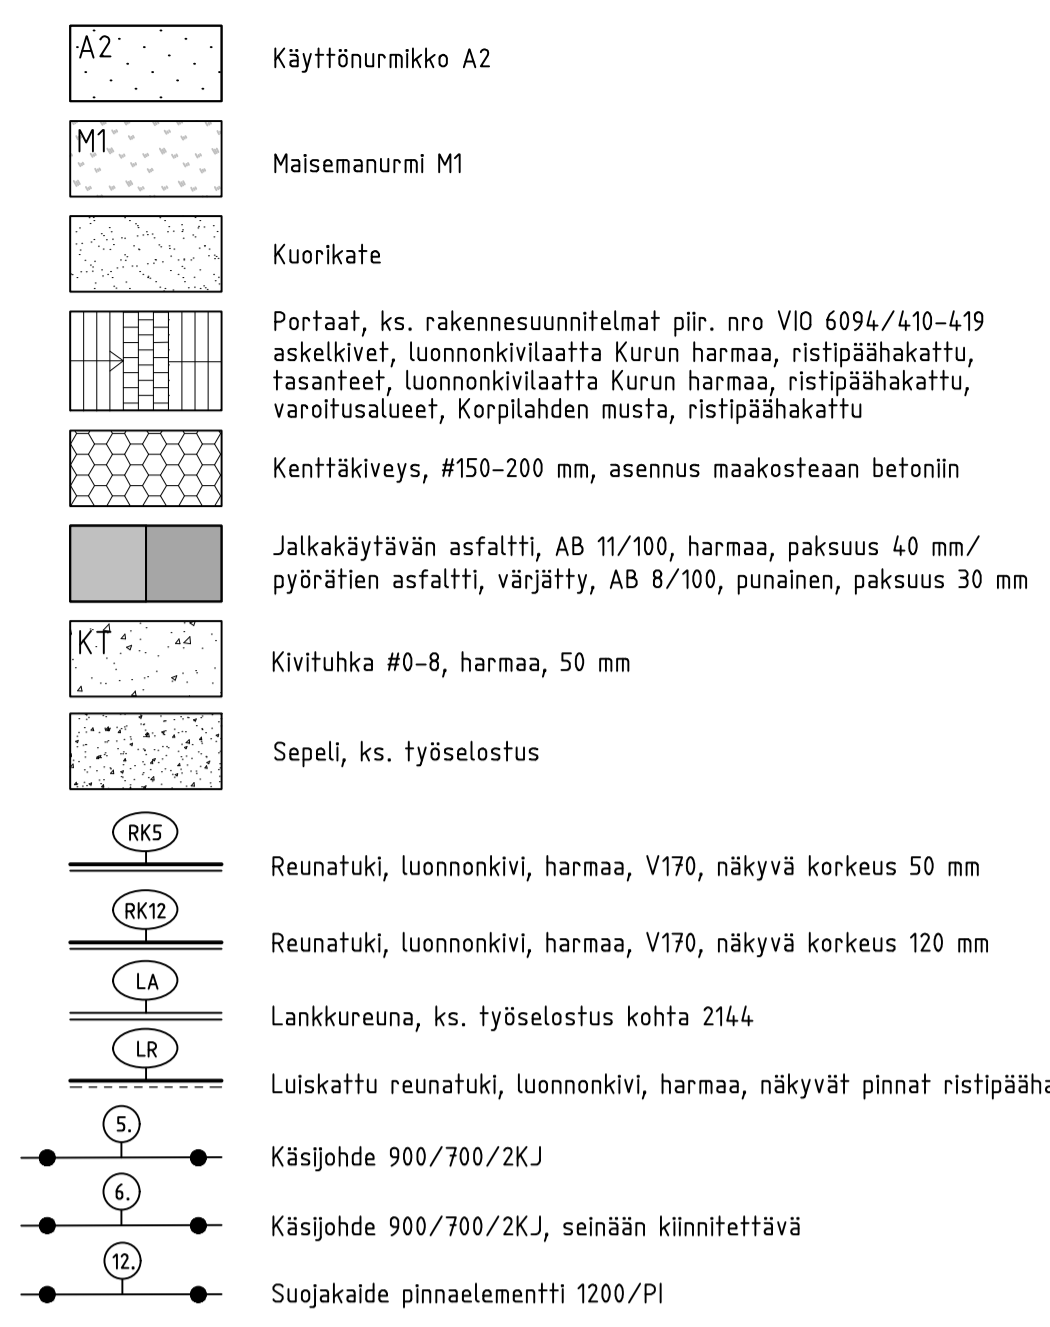 A2
Käyttönurmikko A2
M1
Maisemanurmi M1
Kuorikate
Portaat, ks. rakennesuunnitelmat piir. nro VIO 6094/410-419
askelkivet, luonnonkivilaatta Kurun harmaa, ristipäähakattu,
tasanteet, luonnonkivilaatta Kurun harmaa, ristipäähakattu,
varoitusalueet, Korpilahden musta, ristipäähakattu
Kenttäkiveys, #150-200 mm, asennus maakosteaan betoniin
Jalkakäytävän asfaltti, AB 11/100, harmaa, paksuus 40 mm/
pyörätien asfaltti, värjätty, AB 8/100, punainen, paksuus 30 mm
KT
Kivituhka #0-8, harmaa, 50 mm
Sepeli, ks. työselostus
RK5
Reunatuki, luonnonkivi, harmaa, V170, näkyvä korkeus 50 mm
RK12
Reunatuki, luonnonkivi, harmaa, V170, näkyvä korkeus 120 mm
LA
Lankkureuna, ks. työselostus kohta 2144
LR
Luiskattu reunatuki, luonnonkivi, harmaa, näkyvät pinnat
5.
Käsijohde 900/700/2KJ
6.
Käsijohde 900/700/2KJ, seinään kiinnitettävä
12.
Suojakaide pinnaelementti 1200/PI